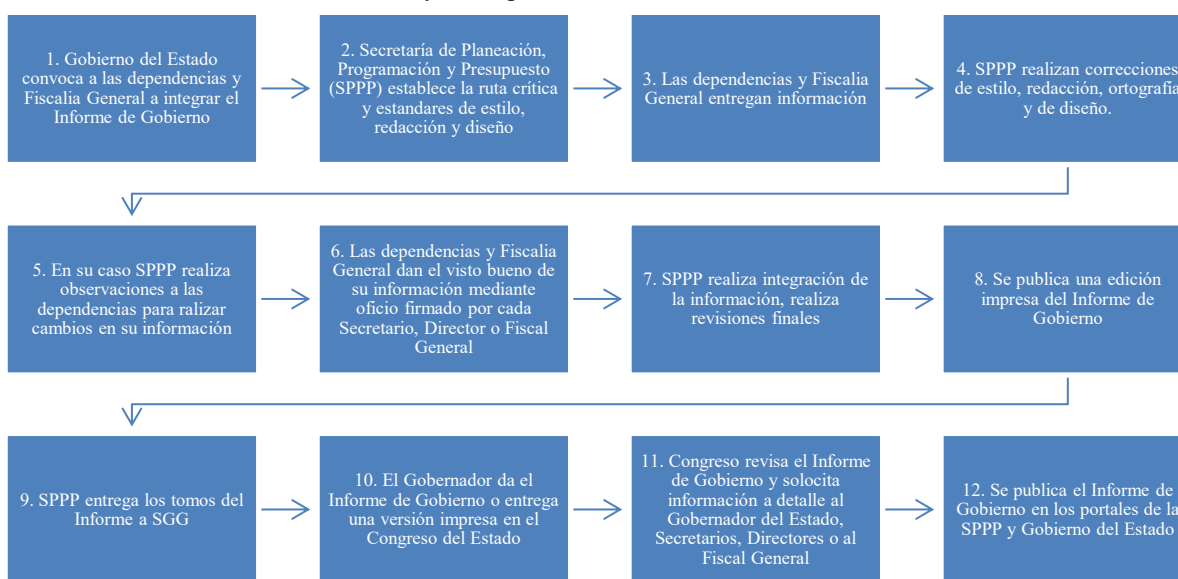 1. Gobierno del Estado
convoca a las dependencias y
Fiscalia General a integrar el
Informe de Gobierno
2. Secretaría de Planeación,
Programación y Presupuesto
(SPPP) establece la ruta crítica
y estandares de estilo,
redacción y diseño
3. Las dependencias y Fiscalia
General entregan información
4. SPPP realizan correcciones
de estilo, redacción, ortografía
y de diseño.
5. En su caso SPPP realiza
observaciones a las
dependencias para ralizar
cambios en su información
6. Las dependencias y Fiscalia
General dan el visto bueno de
su información mediante
oficio firmado por cada
Secretario, Director o Fiscal
General
7. SPPP realiza integración de
la información, realiza
revisiones finales
8. Se publica una edición
impresa del Informe de
Gobierno
9. SPPP entrega los tomos del
Informe a SGG
10. El Gobernador da el
Informe de Gobierno o entrega
una versión impresa en el
Congreso del Estado
11. Congreso revisa el Informe
de Gobierno y solocita
información a detalle al
Gobernador del Estado,
Secretarios, Directores o al
Fiscal General
12. Se publica el Informe de
Gobierno en los portales de la
SPPP y Gobierno del Estado